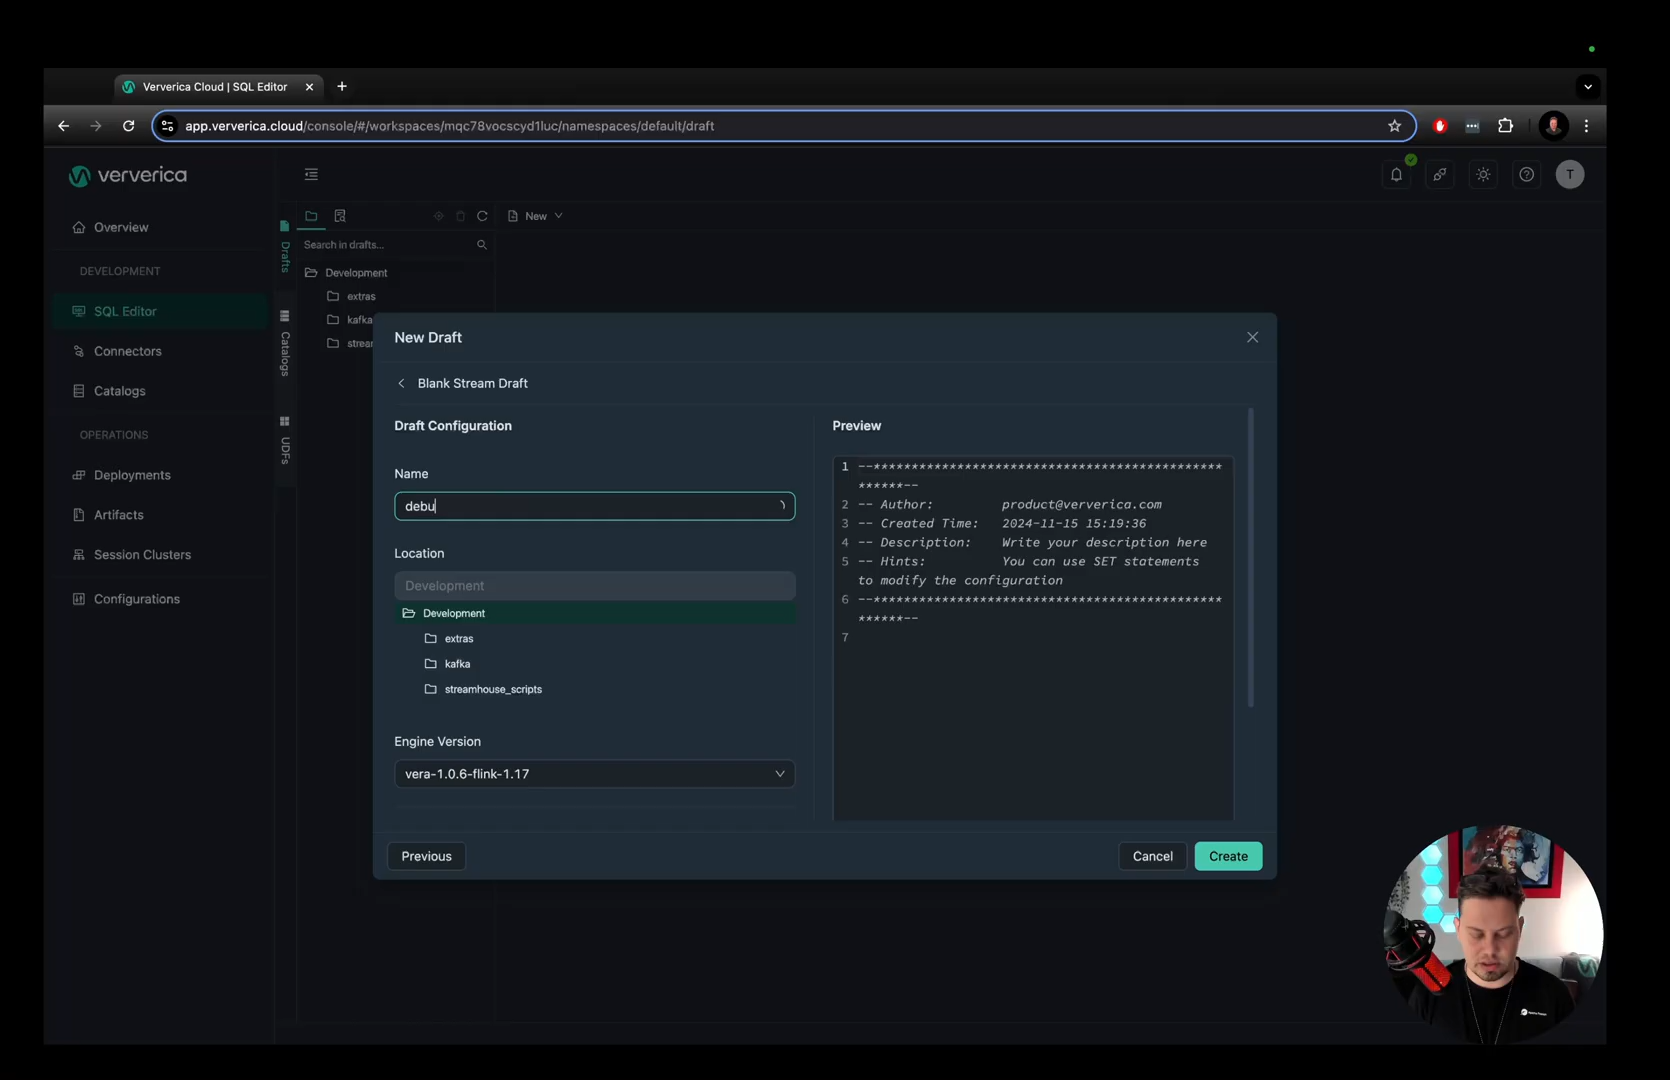 Ververica Cloud | SQL Editor
app.ververica.cloud/console/#/workspaces/mqc78vocscyd1luc/namespaces/default/draft
ververica
T
Overview
DEVELOPMENT
SQL Editor
Connectors
Catalogs
OPERATIONS
Deployments
Artifacts
Session Clusters
Configurations
Drafts
Catalogs
UDFs
New
Search in drafts...
Development
extras
kafka
strea
New Draft
Blank Stream Draft
Draft Configuration
Name
debu
Location
Development
Development
extras
kafka
streamhouse_scripts
Engine Version
vera-1.0.6-flink-1.17
Preview
1 --**********************************************
******--
2 -- Author: product@ververica.com
3 -- Created Time: 2024-11-15 15:19:36
4 -- Description: Write your description here
5 -- Hints: You can use SET statements
to modify the configuration
6 --**********************************************
******--
7
Previous
Cancel
Create